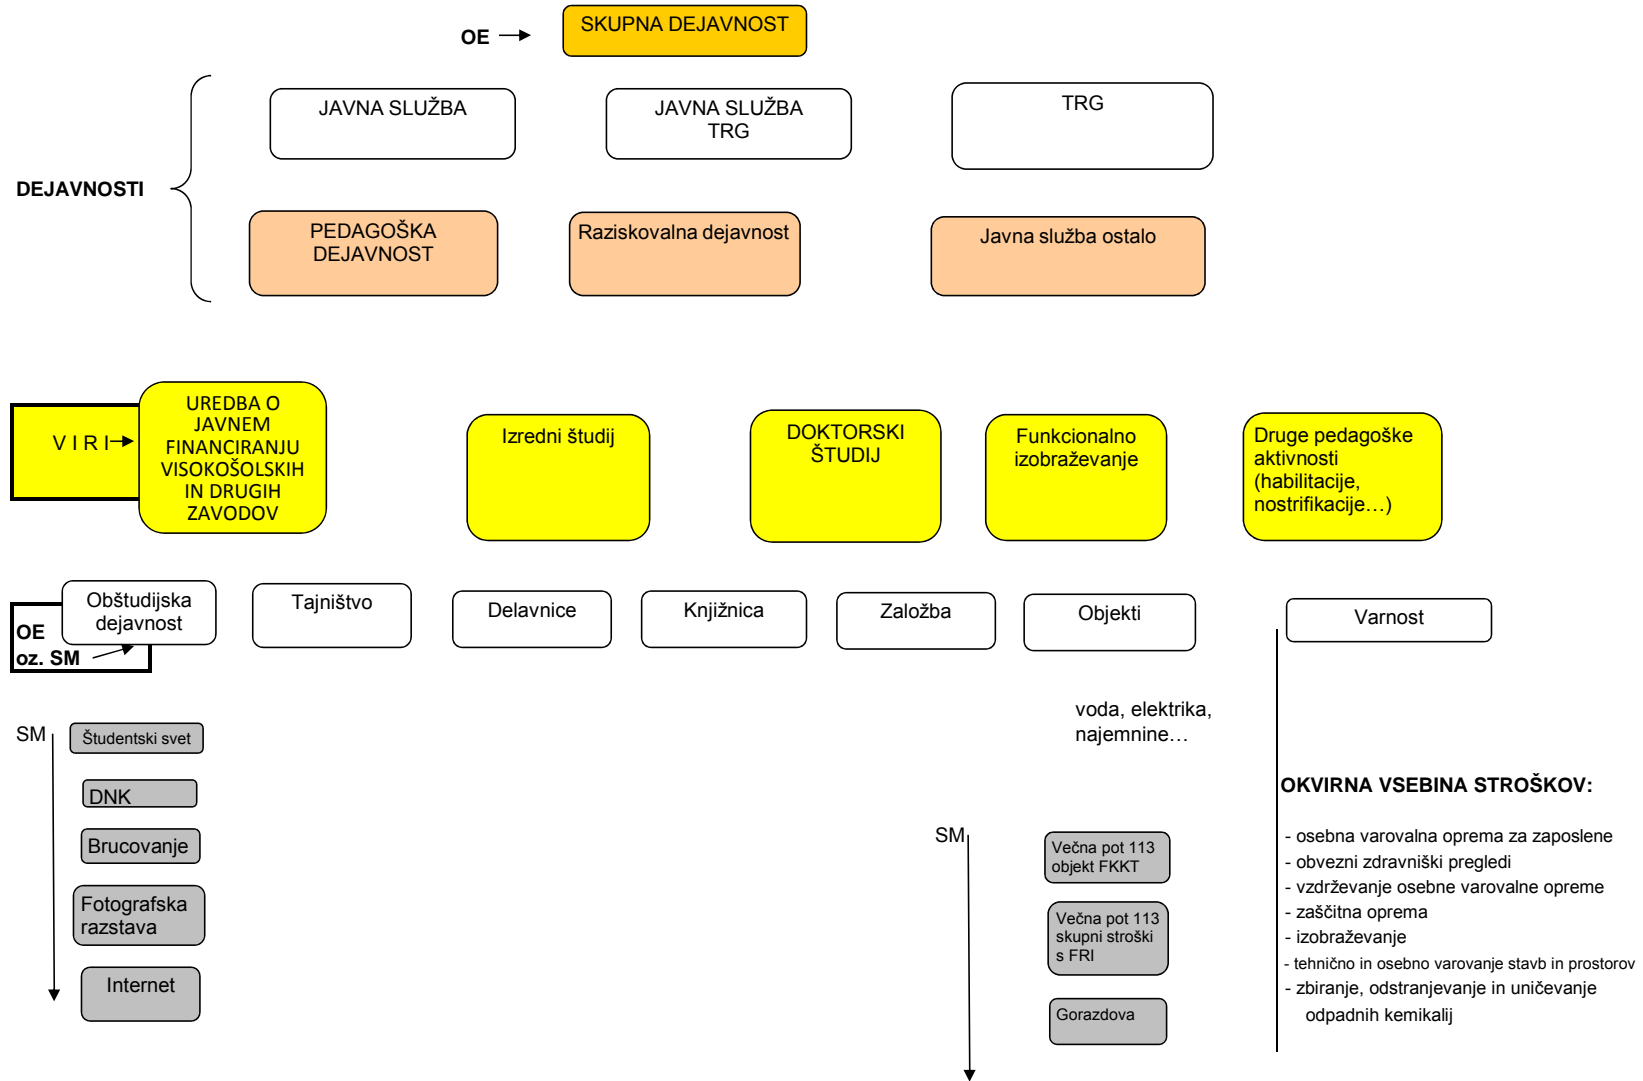 OE
SKUPNA DEJAVNOST
JAVNA SLUŽBA
JAVNA SLUŽBA
TRG
TRG
DEJAVNOSTI
PEDAGOŠKA
DEJAVNOST
Raziskovalna dejavnost
Javna služba ostalo
V I R I
UREDBA O
JAVNEM
FINANCIRANJU
VISOKOŠOLSKIH
IN DRUGIH
ZAVODOV
Izredni študij
DOKTORSKI
ŠTUDIJ
Funkcionalno
izobraževanje
Druge pedagoške
aktivnosti
(habilitacije,
nostrifikacije…)
OE
oz. SM
Obštudijska
dejavnost
Tajništvo
Delavnice
Knjižnica
Založba
Objekti
Varnost
SM
Študentski svet
DNK
Brucovanje
Fotografska
razstava
Internet
voda, elektrika,
najemnine…
SM
Večna pot 113
objekt FKKT
Večna pot 113
skupni stroški
s FRI
Gorazdova
OKVIRNA VSEBINA STROŠKOV:
- osebna varovalna oprema za zaposlene
- obvezni zdravniški pregledi
- vzdrževanje osebne varovalne opreme
- zaščitna oprema
- izobraževanje
- tehnično in osebno varovanje stavb in prostorov
- zbiranje, odstranjevanje in uničevanje
odpadnih kemikalij